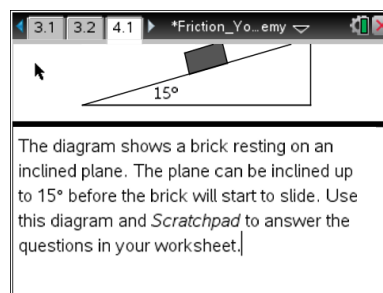 3.1 3.2 4.1 *Friction_Yo...emy
15°
The diagram shows a brick resting on an
inclined plane. The plane can be inclined up
to 15° before the brick will start to slide. Use
this diagram and Scratchpad to answer the
questions in your worksheet.